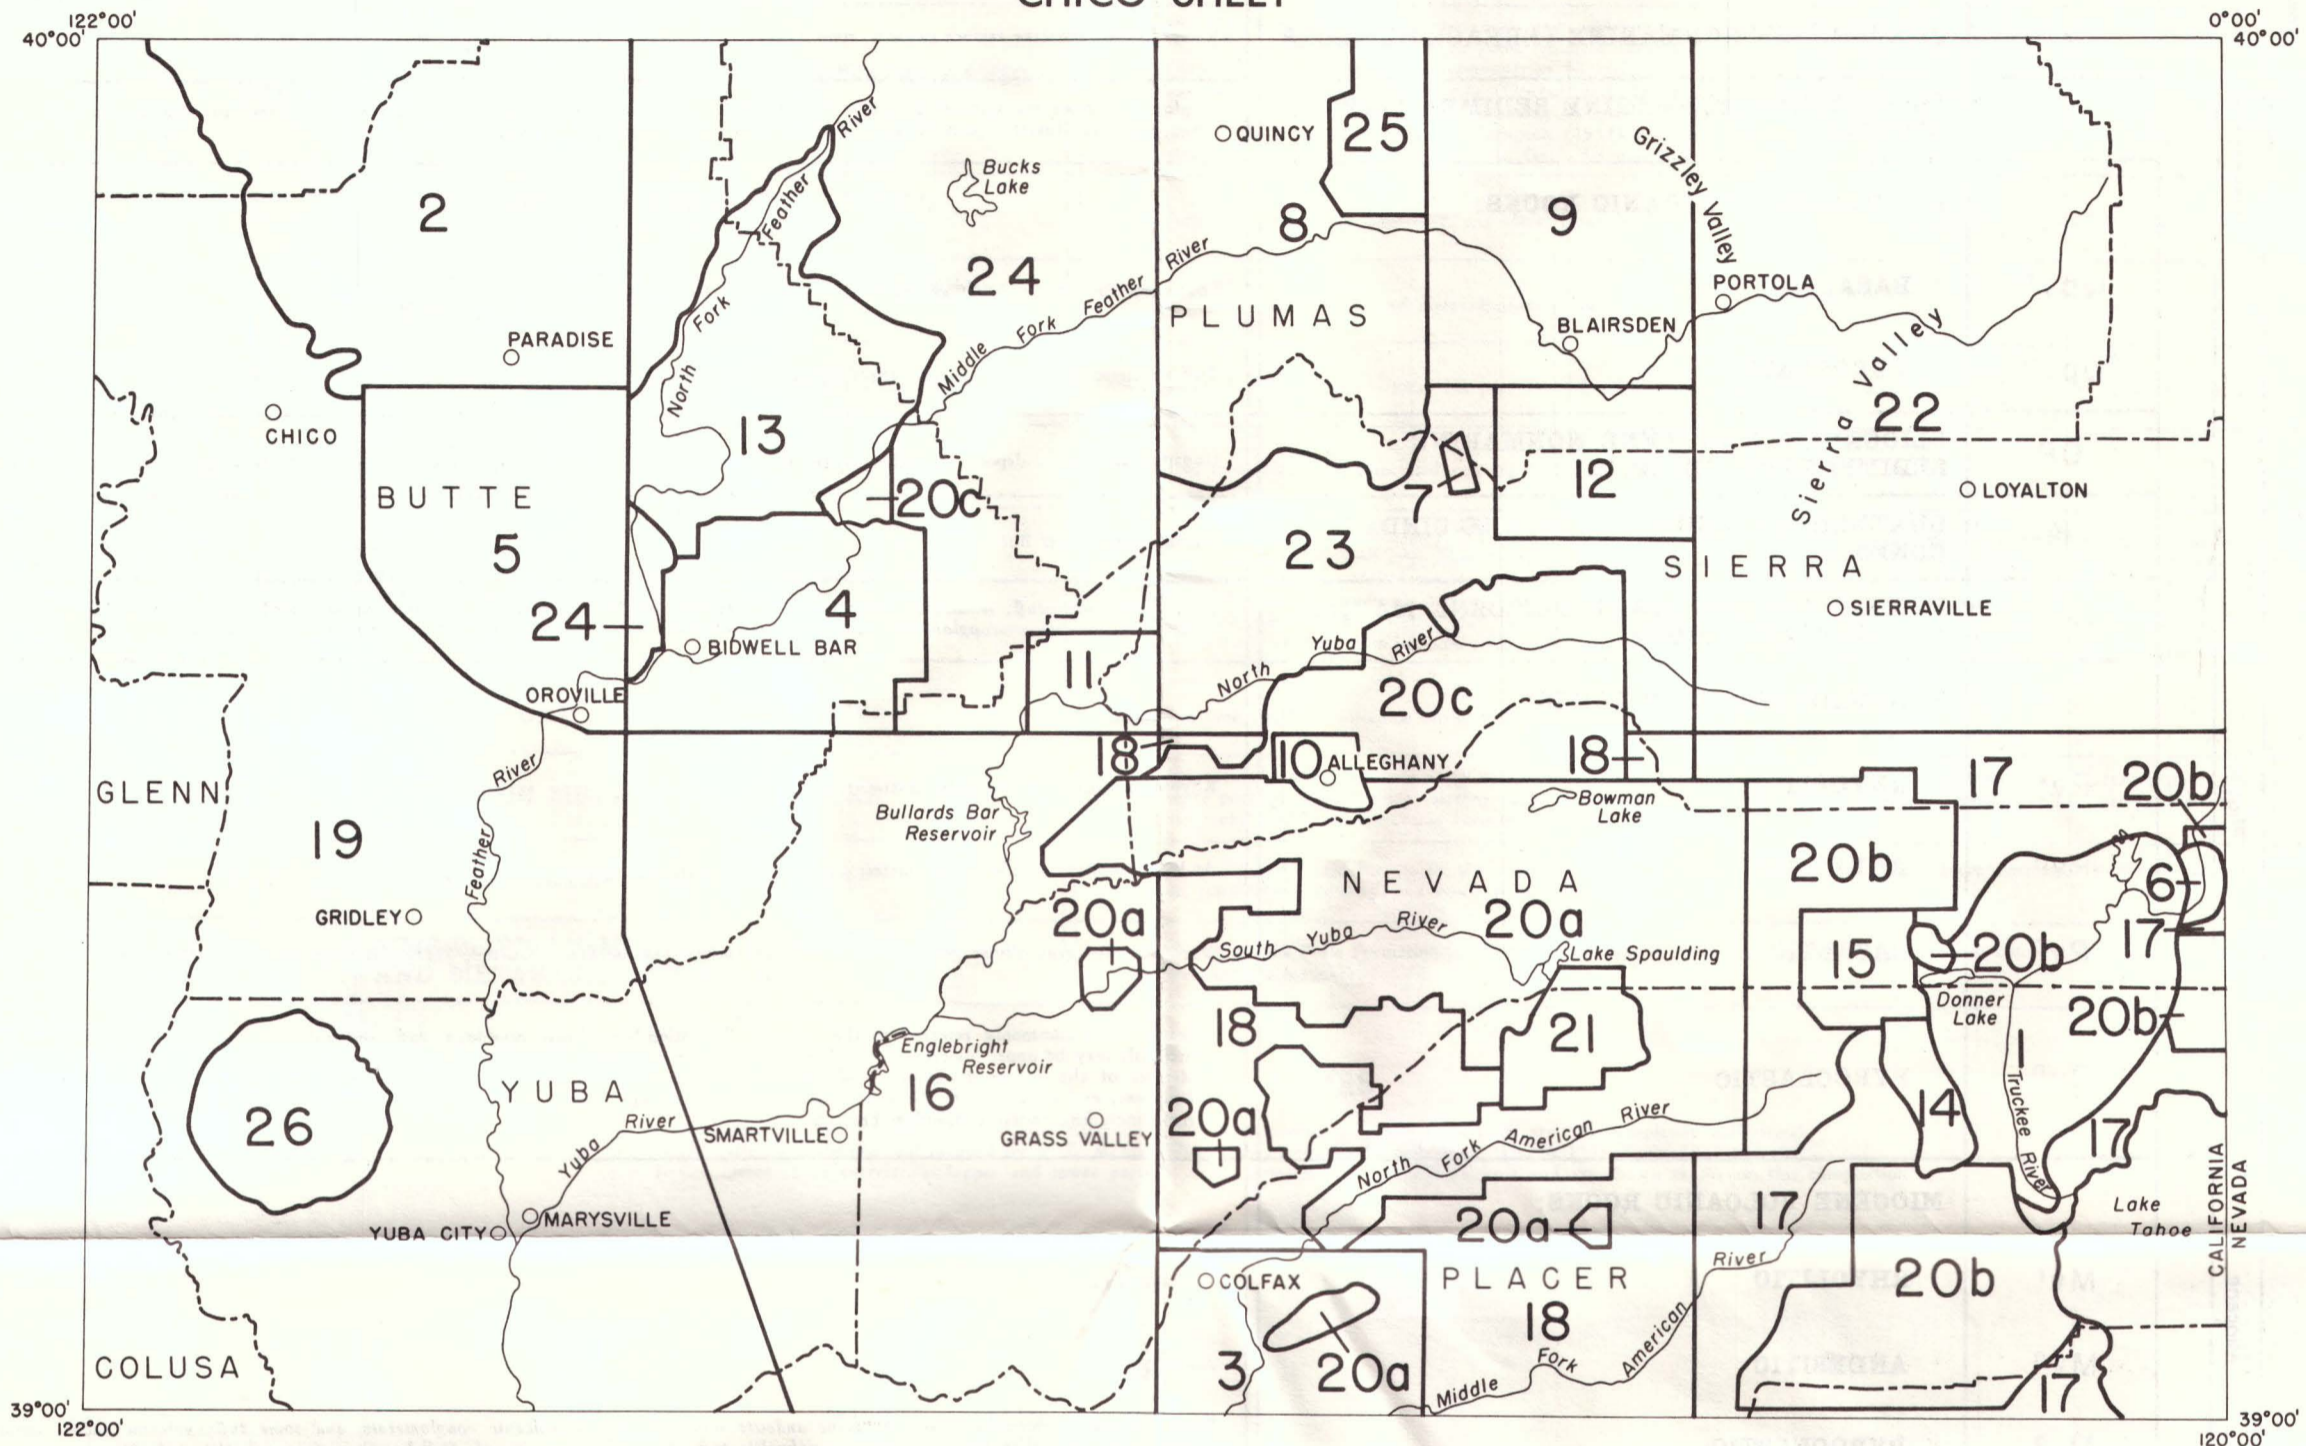 CHICO SHEET
122°00'
0°00'
40°00'
40°00'
River
QUINCY
25
Grizzley Valley
Bucks
Lake
2
Feather
8
9
24
River
PORTOLA
Feather
PLUMAS
Fork
Fork
BLAIRSDEN
PARADISE
Middle
Sierra Valley
North
22
CHICO
13
12
BUTTE
20c
7
LOYALTON
Sierra Valley
5
23
SIERRA
24
4
SIERRAVILLE
BIDWELL BAR
Yuba
River
11
North
20c
OROVILLE
18
10
ALLEGHANY
18
River
17
20b
GLENN
Bullards Bar
Reservoir
Bowman
Lake
19
Feather
20b
NEVADA
6
GRIDLEY
20a
River
20a
17
South
Yuba
Lake Spaulding
15
20b
Donner
Lake
18
21
20b
Englebright
Reservoir
1
YUBA
16
Truckee
River
26
River
20a
American
River
14
SMARTVILLE
GRASS VALLEY
17
Yuba
Fork
North
CALIFORNIA
NEVADA
MARYSVILLE
17
Lake
Tahoe
YUBA CITY
20a
River
COLFAX
PLACER
20b
18
American
COLUSA
3
20a
Fork
Middle
17
39°00'
39°00'
122°00'
120°00'